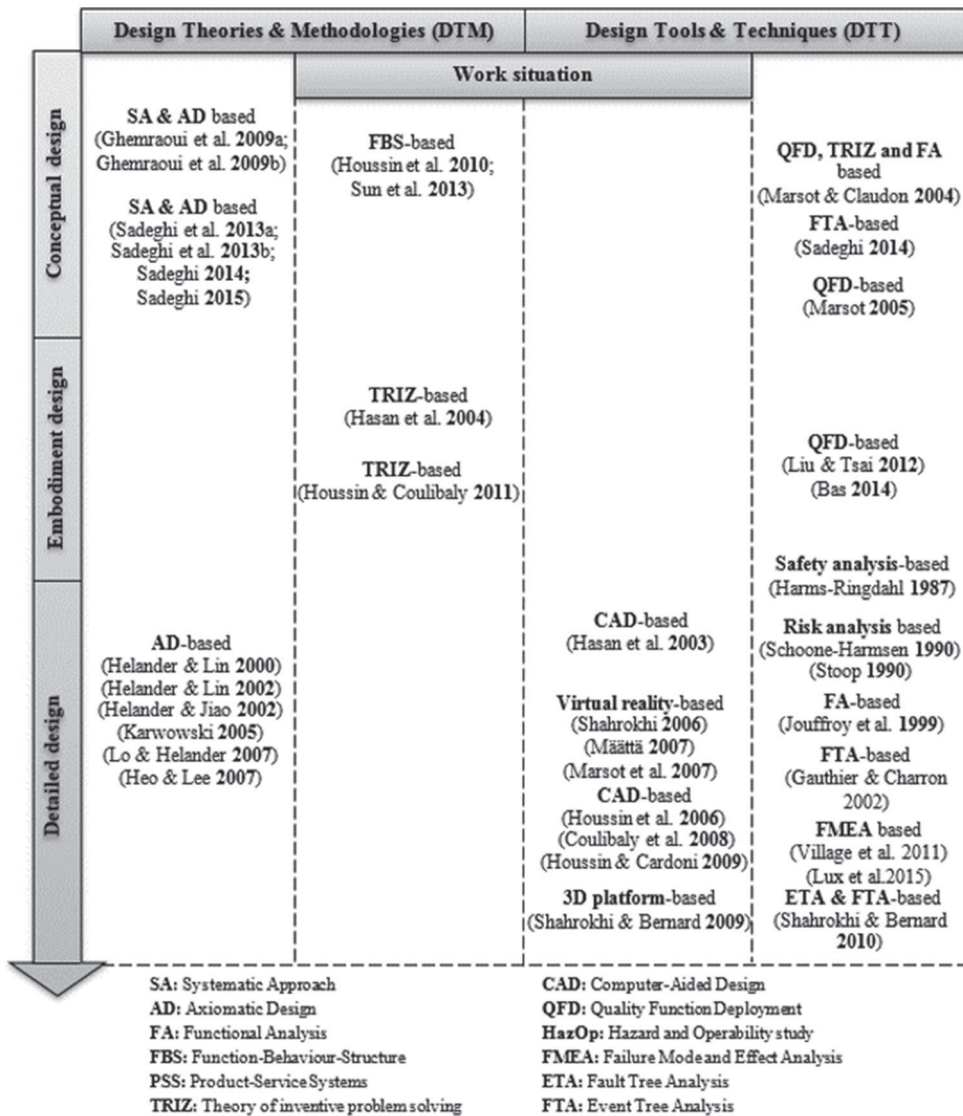 Design Theories & Methodologies (DTM)
Design Tools & Techniques (DTT)
Work situation
Conceptual design
SA & AD based
(Ghemraoui et al. 2009a;
Ghemraoui et al. 2009b)
SA & AD based
(Sadeghi et al. 2013a;
Sadeghi et al. 2013b;
Sadeghi 2014;
Sadeghi 2015)
FBS-based
(Houssin et al. 2010;
Sun et al. 2013)
QFD, TRIZ and FA
based
(Marsot & Claudon 2004)
FTA-based
(Sadeghi 2014)
QFD-based
(Marsot 2005)
Embodiment design
TRIZ-based
(Hasan et al. 2004)
TRIZ-based
(Houssin & Coulibaly 2011)
QFD-based
(Liu & Tsai 2012)
(Bas 2014)
Safety analysis-based
(Harms-Ringdahl 1987)
Detailed design
AD-based
(Helander & Lin 2000)
(Helander & Lin 2002)
(Helander & Jiao 2002)
(Karwowski 2005)
(Lo & Helander 2007)
(Heo & Lee 2007)
CAD-based
(Hasan et al. 2003)
Virtual reality-based
(Shahrokhi 2006)
(Määttä 2007)
(Marsot et al. 2007)
CAD-based
(Houssin et al. 2006)
(Coulibaly et al. 2008)
(Houssin & Cardoni 2009)
3D platform-based
(Shahrokhi & Bernard 2009)
Risk analysis based
(Schoone-Harmsen 1990)
(Stoop 1990)
FA-based
(Jouffroy et al. 1999)
FTA-based
(Gauthier & Charron
2002)
FMEA based
(Village et al. 2011)
(Lux et al.2015)
ETA & FTA-based
(Shahrokhi & Bernard
2010)
SA: Systematic Approach
AD: Axiomatic Design
FA: Functional Analysis
FBS: Function-Behaviour-Structure
PSS: Product-Service Systems
TRIZ: Theory of inventive problem solving
CAD: Computer-Aided Design
QFD: Quality Function Deployment
HazOp: Hazard and Operability study
FMEA: Failure Mode and Effect Analysis
ETA: Fault Tree Analysis
FTA: Event Tree Analysis